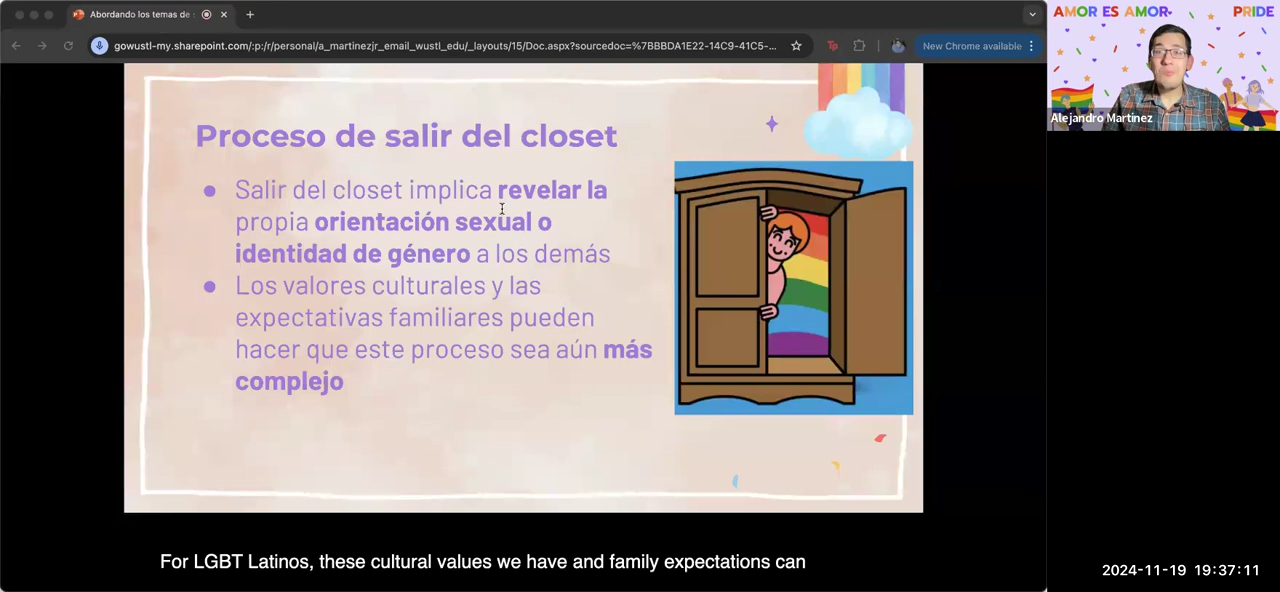 Abordando los temas de
gowustl-my.sharepoint.com/:p:/r/personal/a_martinezjr_email_wustl_edu/_layouts/15/Doc.aspx?sourcedoc=%7BBBDA1E22-14C9-41C5-...
Tp
New Chrome available
AMOR ES AMOR
PRIDE
Alejandro Martinez
Proceso de salir del closet
● Salir del closet implica revelar la
propia orientación sexual o
identidad de género a los demás
● Los valores culturales y las
expectativas familiares pueden
hacer que este proceso sea aún más
complejo
For LGBT Latinos, these cultural values we have and family expectations can
2024-11-19 19:37:11